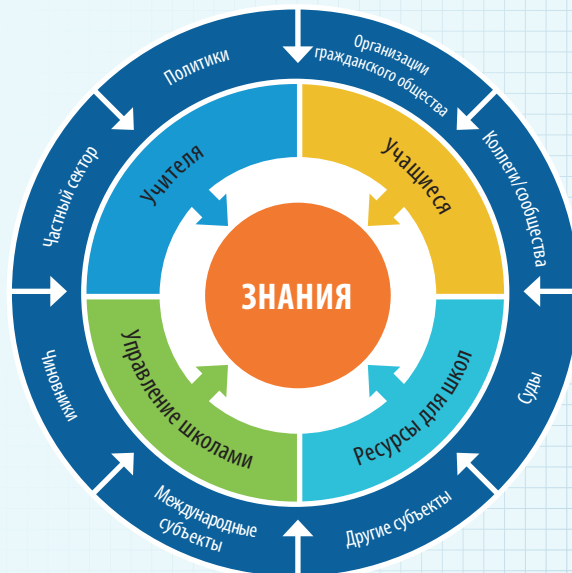 Политики
Организации
гражданского общества
Частный сектор
Коллеги/сообщества
Учителя
Учащиеся
ЗНАНИЯ
Управление школами
Ресурсы для школ
Чиновники
Суды
Международные
субъекты
Другие субъекты